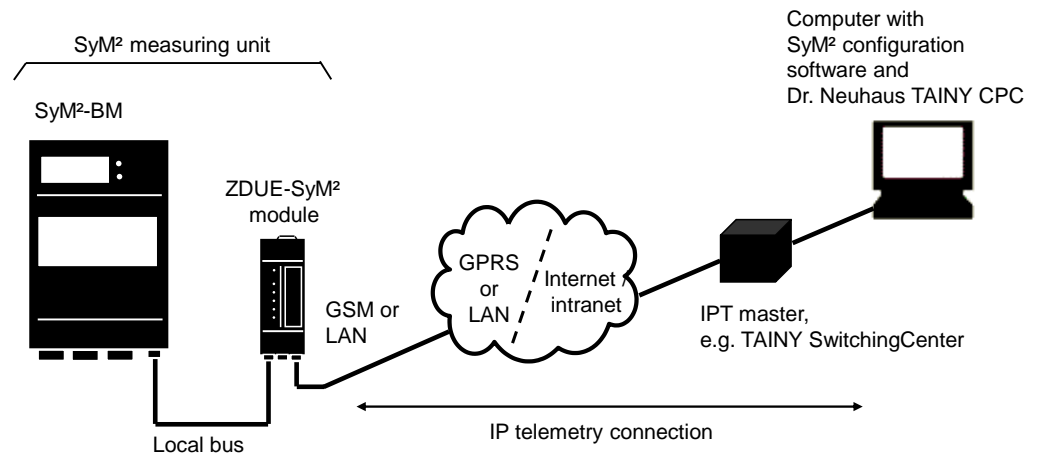 SyM² measuring unit
SyM²-BM
ZDUE-SyM²
module
GSM or
LAN
GPRS
or
LAN
Internet /
intranet
Computer with
SyM² configuration
software and
Dr. Neuhaus TAINY CPC
IPT master,
e.g. TAINY SwitchingCenter
IP telemetry connection
Local bus